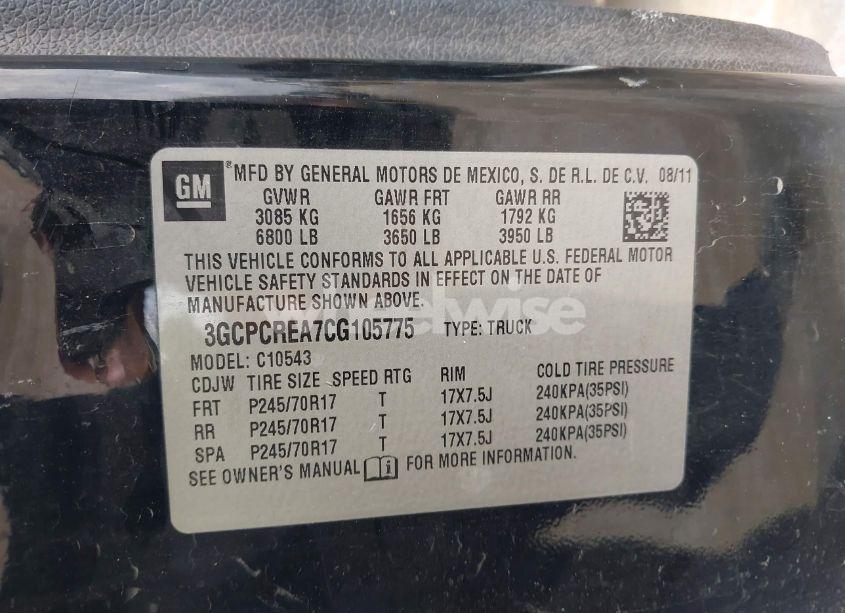 GM
® MFD BY GENERAL MOTORS DE MEXICO, S. DE R.L. DE C.V. 08/11
GVWR GAWR FRT GAWR RR
3085 KG 1656 KG 1792 KG
6800 LB 3650 LB 3950 LB
THIS VEHICLE CONFORMS TO ALL APPLICABLE U.S. FEDERAL MOTOR
VEHICLE SAFETY STANDARDS IN EFFECT ON THE DATE OF
MANUFACTURE SHOWN ABOVE.
3GCPCREA7CG105775 TYPE: TRUCK
MODEL: C10543
CDJW TIRE SIZE SPEED RTG RIM COLD TIRE PRESSURE
FRT P245/70R17 T 17X7.5J 240KPA(35PSI)
RR P245/70R17 T 17X7.5J 240KPA(35PSI)
SPA P245/70R17 T 17X7.5J 240KPA(35PSI)
SEE OWNER'S MANUAL FOR MORE INFORMATION.